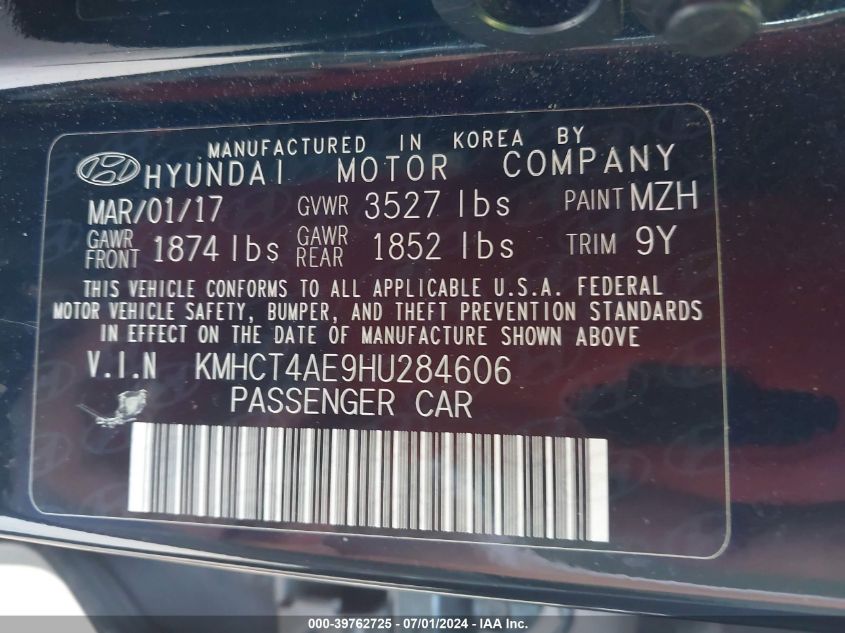 MANUFACTURED IN KOREA BY
HYUNDAI MOTOR COMPANY
MAR/01/17 GVWR 3527 lbs PAINT MZH
GAWR FRONT 1874 lbs GAWR REAR 1852 lbs TRIM 9Y
THIS VEHICLE CONFORMS TO ALL APPLICABLE U.S.A. FEDERAL
MOTOR VEHICLE SAFETY, BUMPER, AND THEFT PREVENTION STANDARDS
IN EFFECT ON THE DATE OF MANUFACTURE SHOWN ABOVE
V.I.N KMHCT4AE9HU284606
PASSENGER CAR
000-39762725 - 07/01/2024 - IAA Inc.